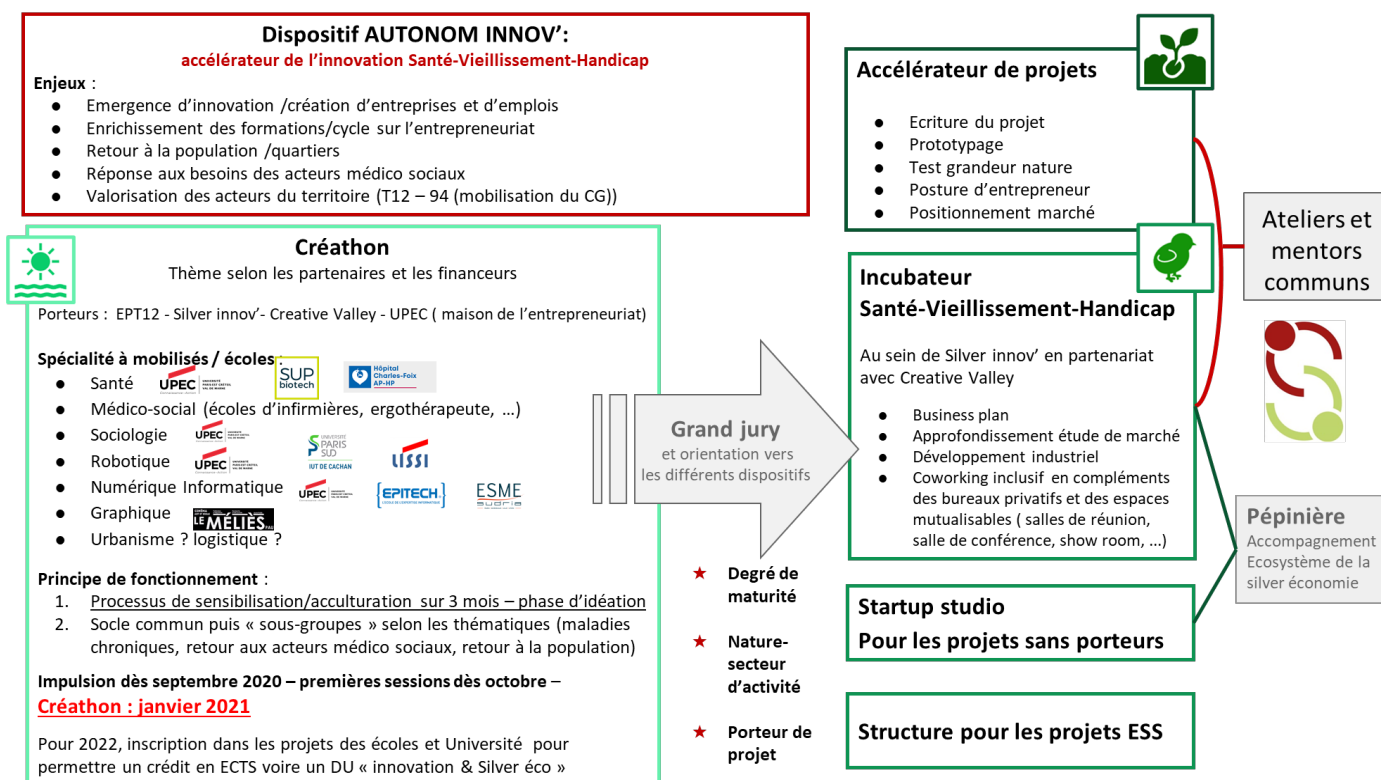 Dispositif AUTONOM INNOV’:
accélérateur de l’innovation Santé-Vieillissement-Handicap
Enjeux :
● Emergence d’innovation /création d’entreprises et d’emplois
● Enrichissement des formations/cycle sur l’entrepreneuriat
● Retour à la population /quartiers
● Réponse aux besoins des acteurs médico sociaux
● Valorisation des acteurs du territoire (T12 – 94 (mobilisation du CG))
Créathon
Thème selon les partenaires et les financeurs
Porteurs : EPT12 - Silver innov’- Creative Valley - UPEC ( maison de l’entrepreneuriat)
Spécialité à mobilisés / écoles :
● Santé UPEC SUP biotech Hôpital Charles-Foix AP-HP
● Médico-social (écoles d’infirmières, ergothérapeute, …)
● Sociologie UPEC
● Robotique UPEC UNIVERSITÉ PARIS SUD IUT DE CACHAN LISSI
● Numérique Informatique UPEC {EPITECH.} ESME SUDRIA
● Graphique LE MÉLIÈS
● Urbanisme ? logistique ?
Principe de fonctionnement :
1. Processus de sensibilisation/acculturation sur 3 mois – phase d’idéation
2. Socle commun puis « sous-groupes » selon les thématiques (maladies
chroniques, retour aux acteurs médico sociaux, retour à la population)
Impulsion dès septembre 2020 – premières sessions dès octobre –
Créathon : janvier 2021
Pour 2022, inscription dans les projets des écoles et Université pour
permettre un crédit en ECTS voire un DU « innovation & Silver éco »
Grand jury
et orientation vers
les différents dispositifs
★ Degré de
maturité
★ Nature-
secteur
d’activité
★ Porteur de
projet
Accélérateur de projets
● Ecriture du projet
● Prototypage
● Test grandeur nature
● Posture d’entrepreneur
● Positionnement marché
Incubateur
Santé-Vieillissement-Handicap
Au sein de Silver innov’ en partenariat
avec Creative Valley
● Business plan
● Approfondissement étude de marché
● Développement industriel
● Coworking inclusif en compléments
des bureaux privatifs et des espaces
mutualisables ( salles de réunion,
salle de conférence, show room, …)
Startup studio
Pour les projets sans porteurs
Structure pour les projets ESS
Ateliers et
mentors
communs
Pépinière
Accompagnement
Ecosystème de la
silver économie